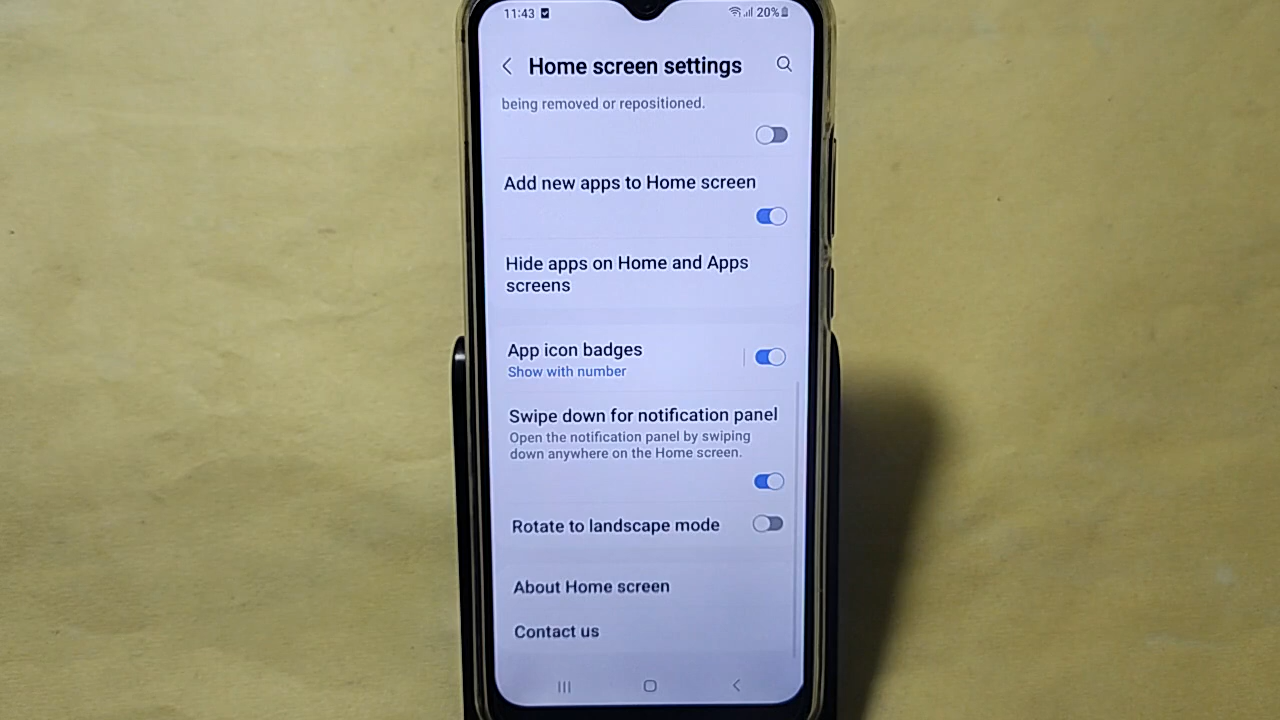 11:43
20%
Home screen settings
being removed or repositioned.
Add new apps to Home screen
Hide apps on Home and Apps
screens
App icon badges
Show with number
Swipe down for notification panel
Open the notification panel by swiping
down anywhere on the Home screen.
Rotate to landscape mode
About Home screen
Contact us